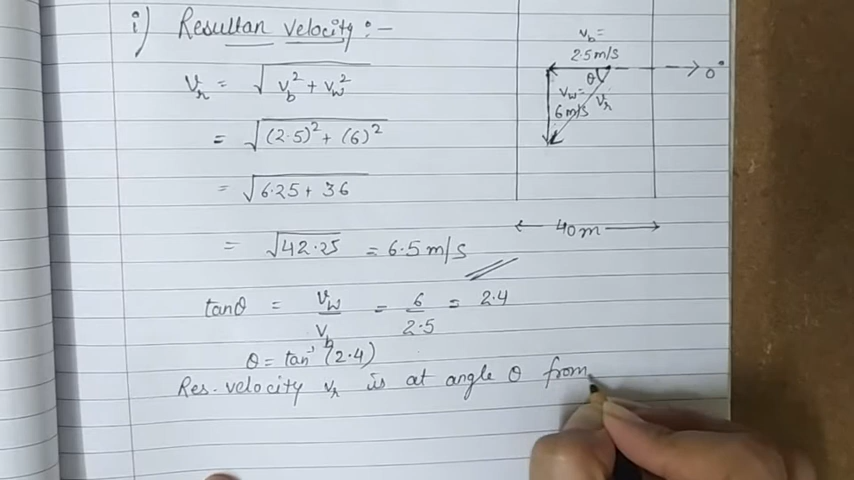 i) Resultan velocity :-
Vr = √(vb² + vw²)
= √((2.5)² + (6)²)
= √(6.25 + 36)
= √42.25 = 6.5 m/s
tanθ = vw/vb = 6/2.5 = 2.4
θ = tan⁻¹(2.4)
Res. velocity vr is at angle θ from
vb =
2.5 m/s
0°
θ
vw =
6 m/s
vr
40m